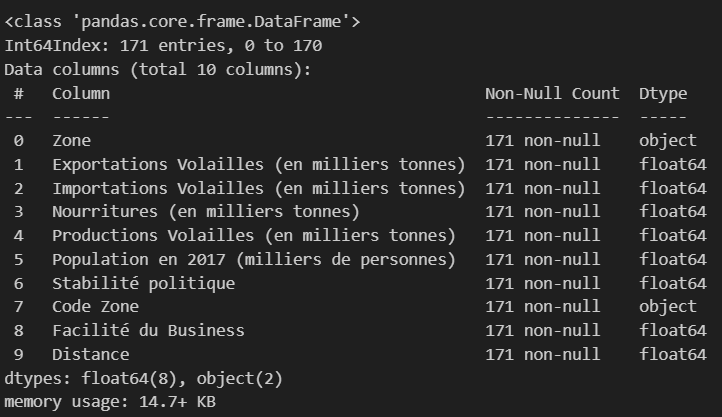 <class 'pandas.core.frame.DataFrame'>
Int64Index: 171 entries, 0 to 170
Data columns (total 10 columns):
 #   Column                                     Non-Null Count  Dtype
---  ------                                     --------------  -----
 0   Zone                                       171 non-null    object
 1   Exportations Volailles (en milliers tonnes)  171 non-null    float64
 2   Importations Volailles (en milliers tonnes)  171 non-null    float64
 3   Nourritures (en milliers tonnes)           171 non-null    float64
 4   Productions Volailles (en milliers tonnes)  171 non-null    float64
 5   Population en 2017 (milliers de personnes)  171 non-null    float64
 6   Stabilité politique                        171 non-null    float64
 7   Code Zone                                  171 non-null    object
 8   Facilité du Business                       171 non-null    float64
 9   Distance                                   171 non-null    float64
dtypes: float64(8), object(2)
memory usage: 14.7+ KB